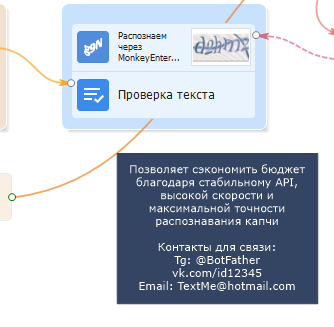 Распознаем
через
MonkeyEnter...
Проверка текста
Позволяет сэкономить бюджет
благодаря стабильному API,
высокой скорости и
максимальной точности
распознавания капчи
Контакты для связи:
Tg: @BotFather
vk.com/id12345
Email: TextMe@hotmail.com